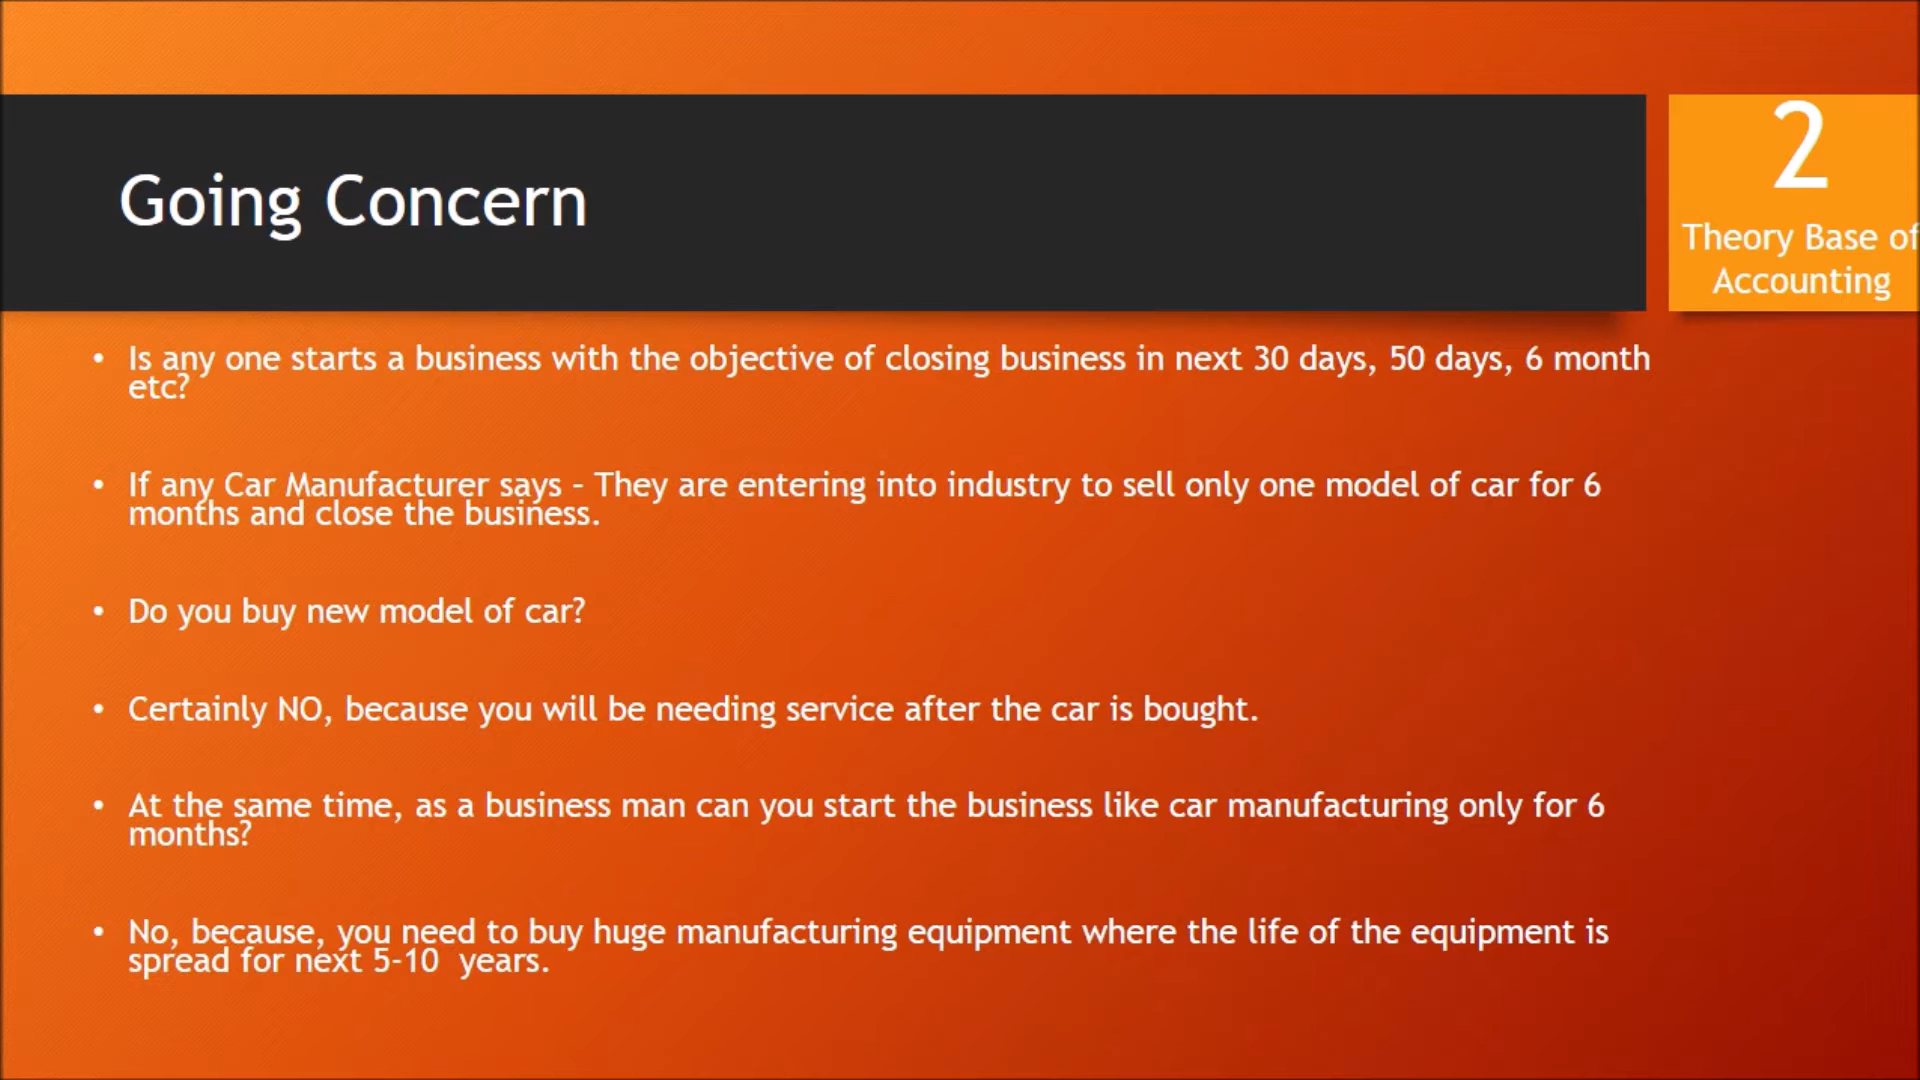 Going Concern
2
Theory Base of
Accounting
• Is any one starts a business with the objective of closing business in next 30 days, 50 days, 6 month
etc?
• If any Car Manufacturer says – They are entering into industry to sell only one model of car for 6
months and close the business.
• Do you buy new model of car?
• Certainly NO, because you will be needing service after the car is bought.
• At the same time, as a business man can you start the business like car manufacturing only for 6
months?
• No, because, you need to buy huge manufacturing equipment where the life of the equipment is
spread for next 5-10  years.